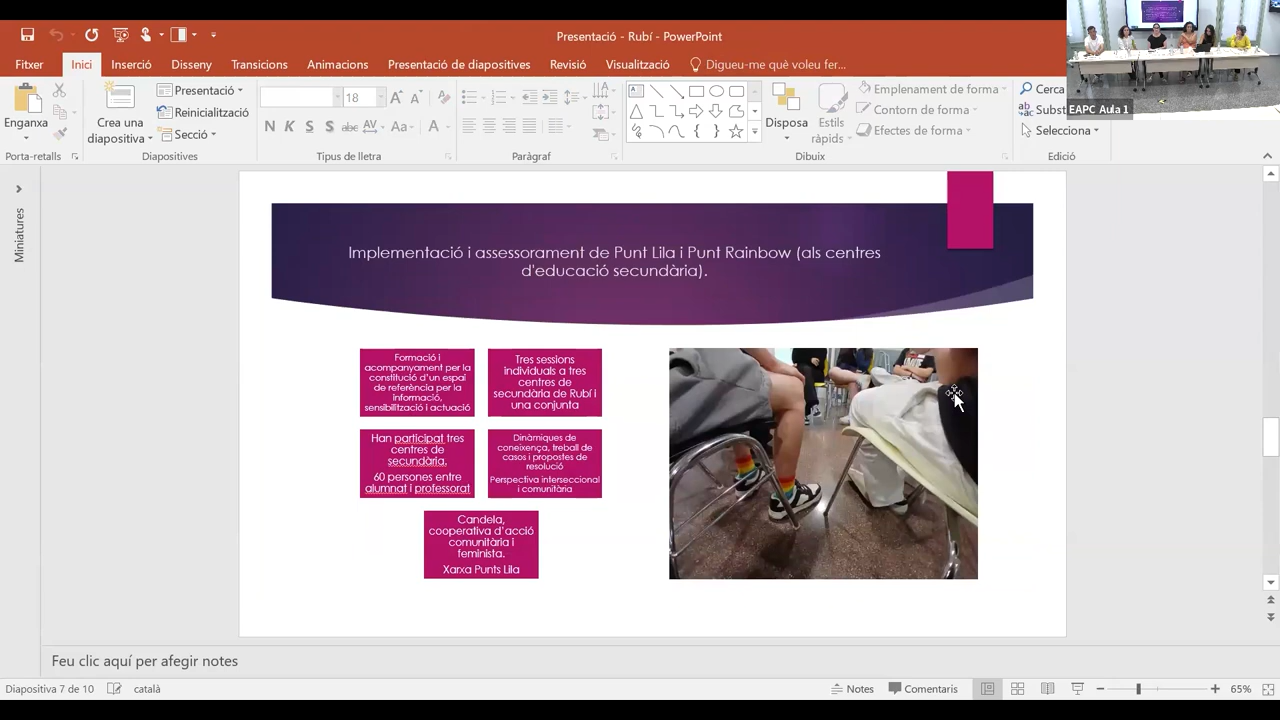 Presentació - Rubí - PowerPoint
Fitxer
Inici
Inserció
Disseny
Transicions
Animacions
Presentació de diapositives
Revisió
Visualització
Digueu-me què voleu fer...
EAPC Aula 1
Enganxa
Porta-retalls
Crea una
diapositiva
Presentació
Reinicialització
Secció
Diapositives
18
N K S S abc AV Aa A
Tipus de lletra
Paràgraf
Disposa
Estils
ràpids
Emplenament de forma
Contorn de forma
Efectes de forma
Dibuix
Cerca
Subst
Selecciona
Edició
Miniatures
Implementació i assessorament de Punt Lila i Punt Rainbow (als centres
d'educació secundària).
Formació i
acompanyament per la
constitució d'un espai
de referència per la
informació,
sensibilització i actuació
Tres sessions
individuals a tres
centres de
secundària de Rubí i
una conjunta
Han participat tres
centres de
secundària.
60 persones entre
alumnat i professorat
Dinàmiques de
coneixença, treball de
casos i propostes de
resolució
Perspectiva interseccional
i comunitària
Candela,
cooperativa d'acció
comunitària i
feminista.
Xarxa Punts Lila
Feu clic aquí per afegir notes
Diapositiva 7 de 10
català
Notes
Comentaris
65%